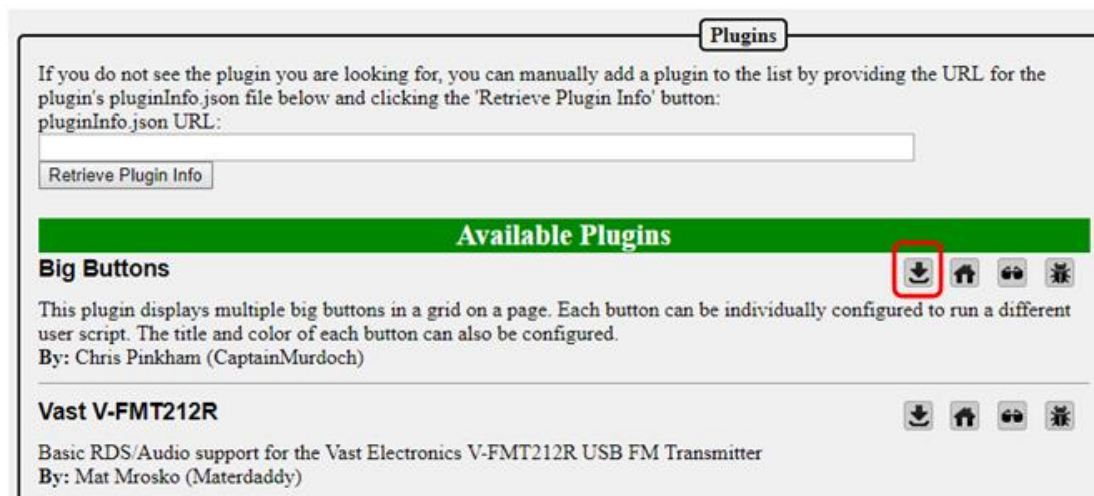 Plugins
If you do not see the plugin you are looking for, you can manually add a plugin to the list by providing the URL for the
plugin's pluginInfo.json file below and clicking the 'Retrieve Plugin Info' button:
pluginInfo.json URL:
Retrieve Plugin Info
Available Plugins
Big Buttons
This plugin displays multiple big buttons in a grid on a page. Each button can be individually configured to run a different
user script. The title and color of each button can also be configured.
By: Chris Pinkham (CaptainMurdoch)
Vast V-FMT212R
Basic RDS/Audio support for the Vast Electronics V-FMT212R USB FM Transmitter
By: Mat Mrosko (Materdaddy)